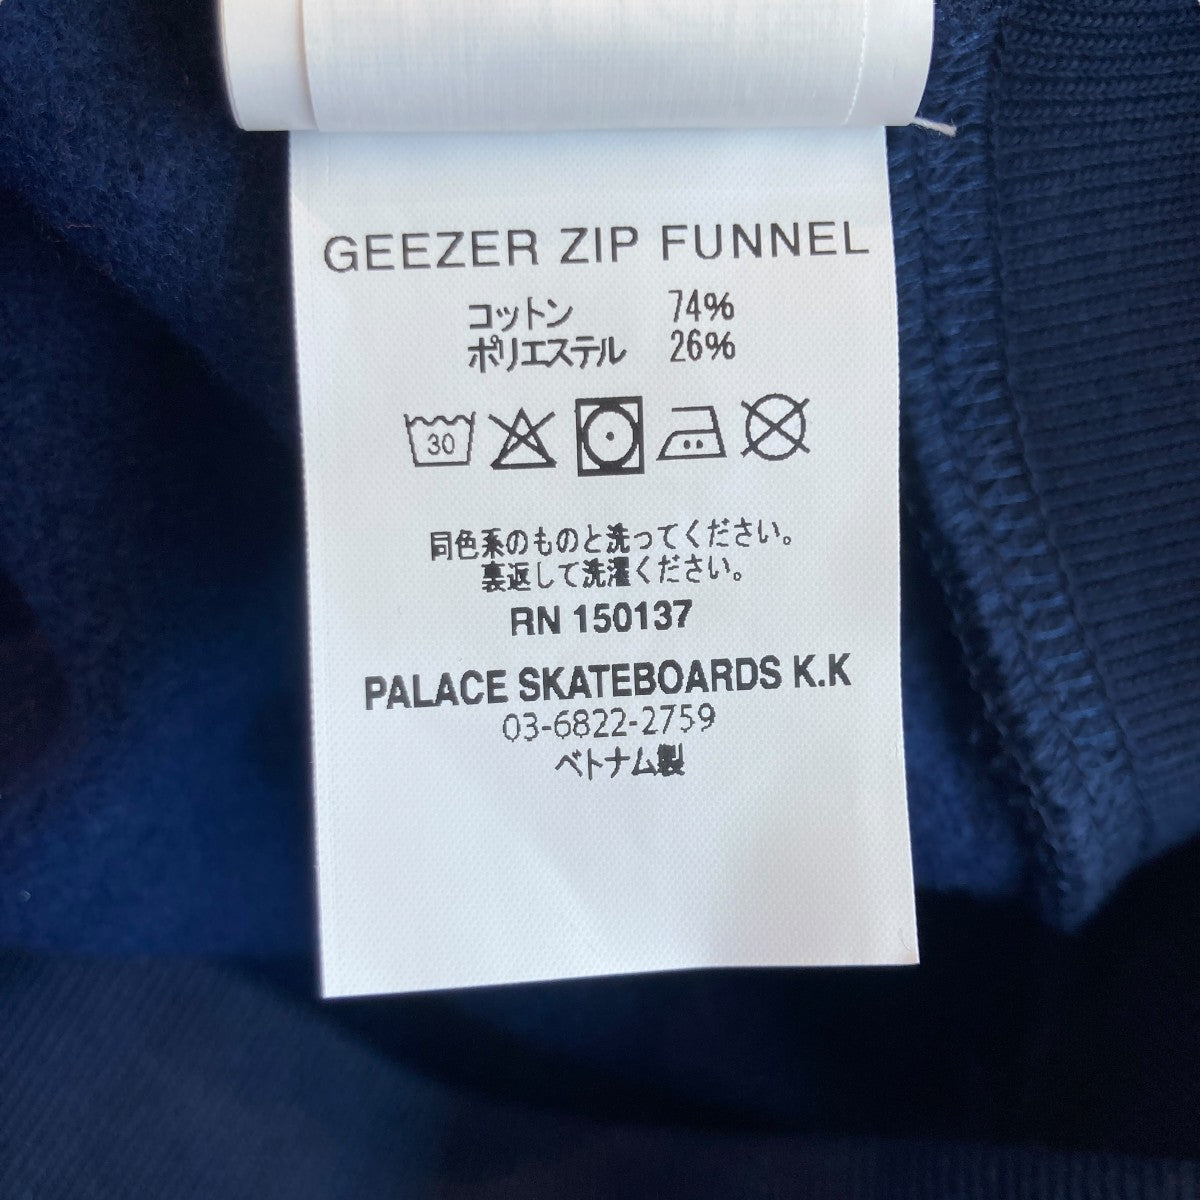 GEEZER ZIP FUNNEL
コットン 74%
ポリエステル 26%
30
同色系のものと洗ってください。
裏返して洗濯ください。
RN 150137
PALACE SKATEBOARDS K.K
03-6822-2759
ベトナム製